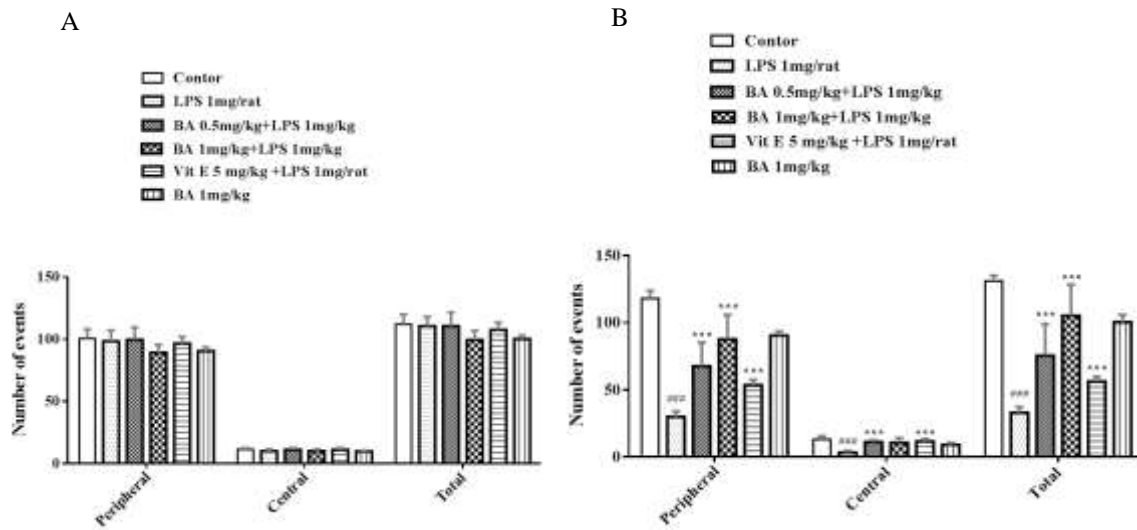 A
Contor
LPS 1mg/rat
BA 0.5mg/kg+LPS 1mg/kg
BA 1mg/kg+LPS 1mg/kg
Vit E 5 mg/kg +LPS 1mg/rat
BA 1mg/kg
150
100
50
0
Number of events
Peripheral
Central
Total
B
Contor
LPS 1mg/rat
BA 0.5mg/kg+LPS 1mg/kg
BA 1mg/kg+LPS 1mg/kg
Vit E 5 mg/kg +LPS 1mg/rat
BA 1mg/kg
150
100
50
0
Number of events
###
***
***
***
###
***
***
###
***
***
***
Peripheral
Central
Total